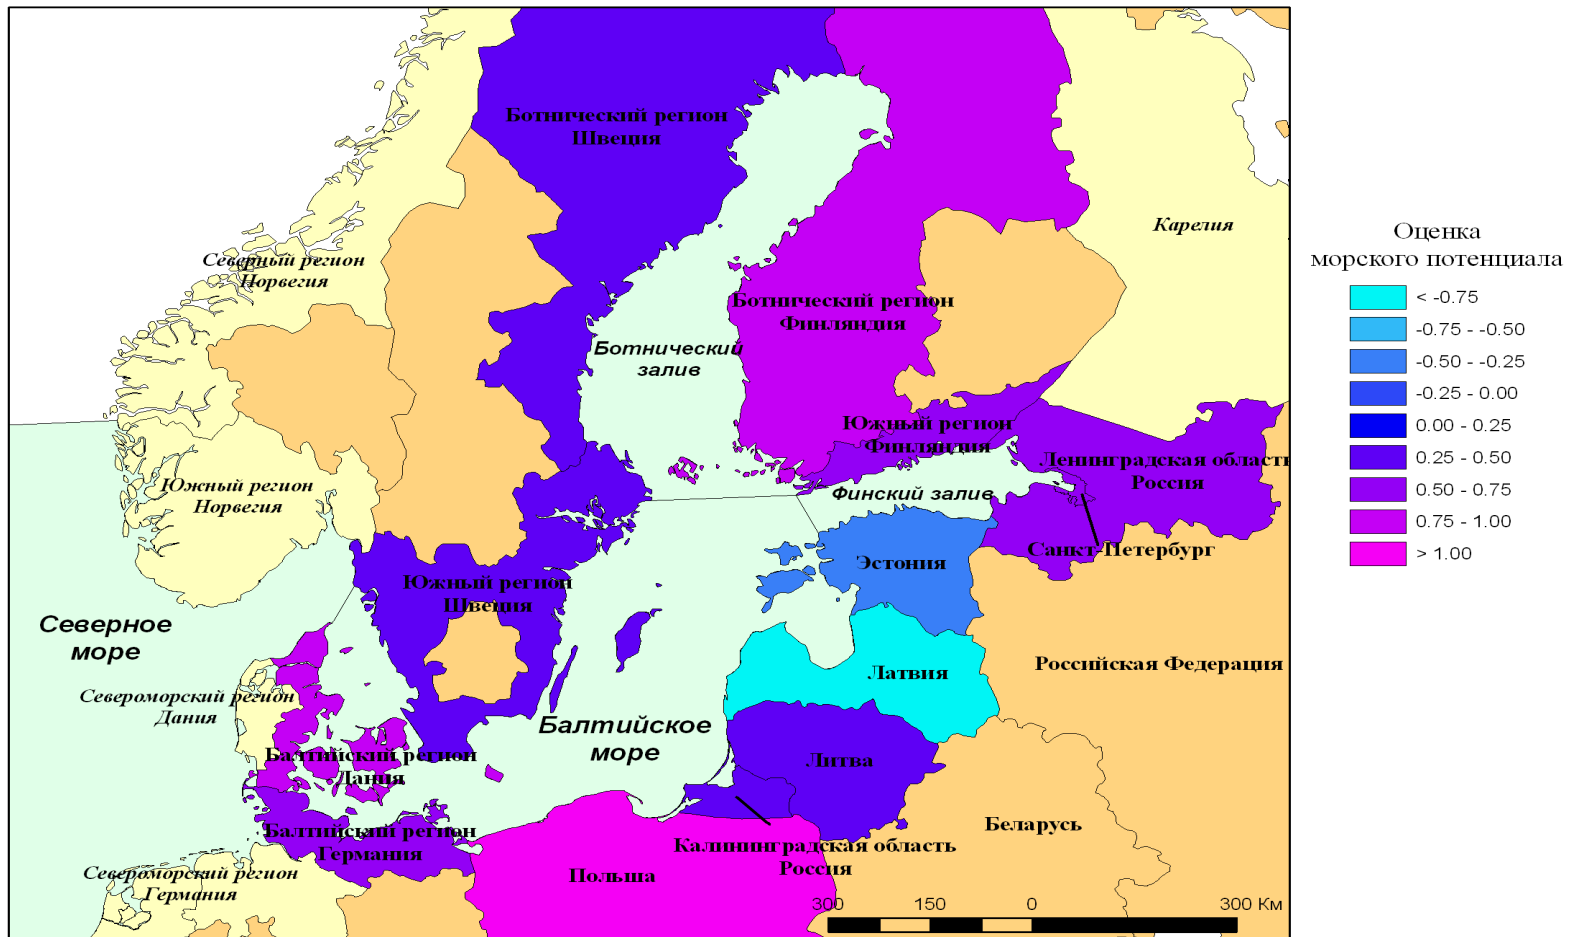 Ботнический регион
Швеция
Карелия
Северный регион
Норвегия
Ботнический регион
Финляндия
Ботнический
залив
Южный регион
Финляндия
Ленинградская область
Россия
Южный регион
Норвегия
Финский залив
Санкт-Петербург
Эстония
Южный регион
Швеция
Северное
море
Российская Федерация
Латвия
Североморский регион
Дания
Балтийское
море
Балтийский регион
Дания
Литва
Балтийский регион
Германия
Беларусь
Калининградская область
Россия
Североморский регион
Германия
Польша
300 150 0 300 Км
Оценка
морского потенциала
< -0.75
-0.75 - -0.50
-0.50 - -0.25
-0.25 - 0.00
0.00 - 0.25
0.25 - 0.50
0.50 - 0.75
0.75 - 1.00
> 1.00